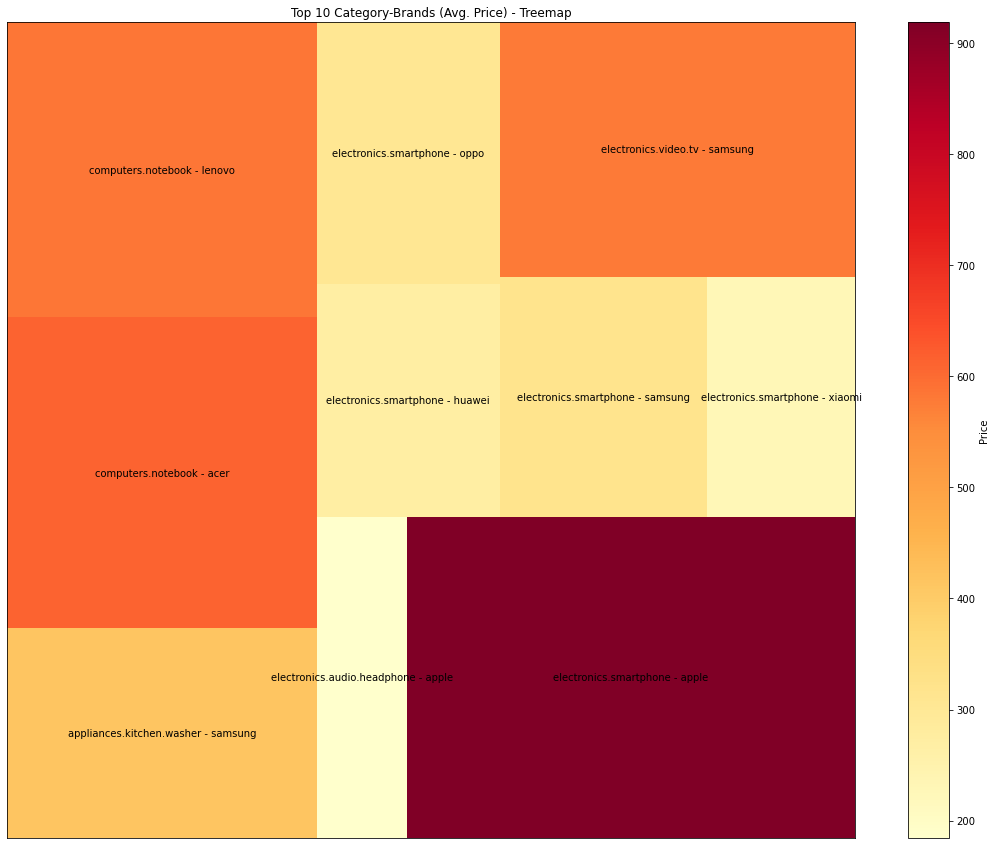 Top 10 Category-Brands (Avg. Price) - Treemap
computers.notebook - lenovo
electronics.smartphone - oppo
electronics.video.tv - samsung
electronics.smartphone - huawei
electronics.smartphone - samsung
electronics.smartphone - xiaomi
computers.notebook - acer
electronics.audio.headphone - apple
electronics.smartphone - apple
appliances.kitchen.washer - samsung
900
800
700
600
500
400
300
200
Price